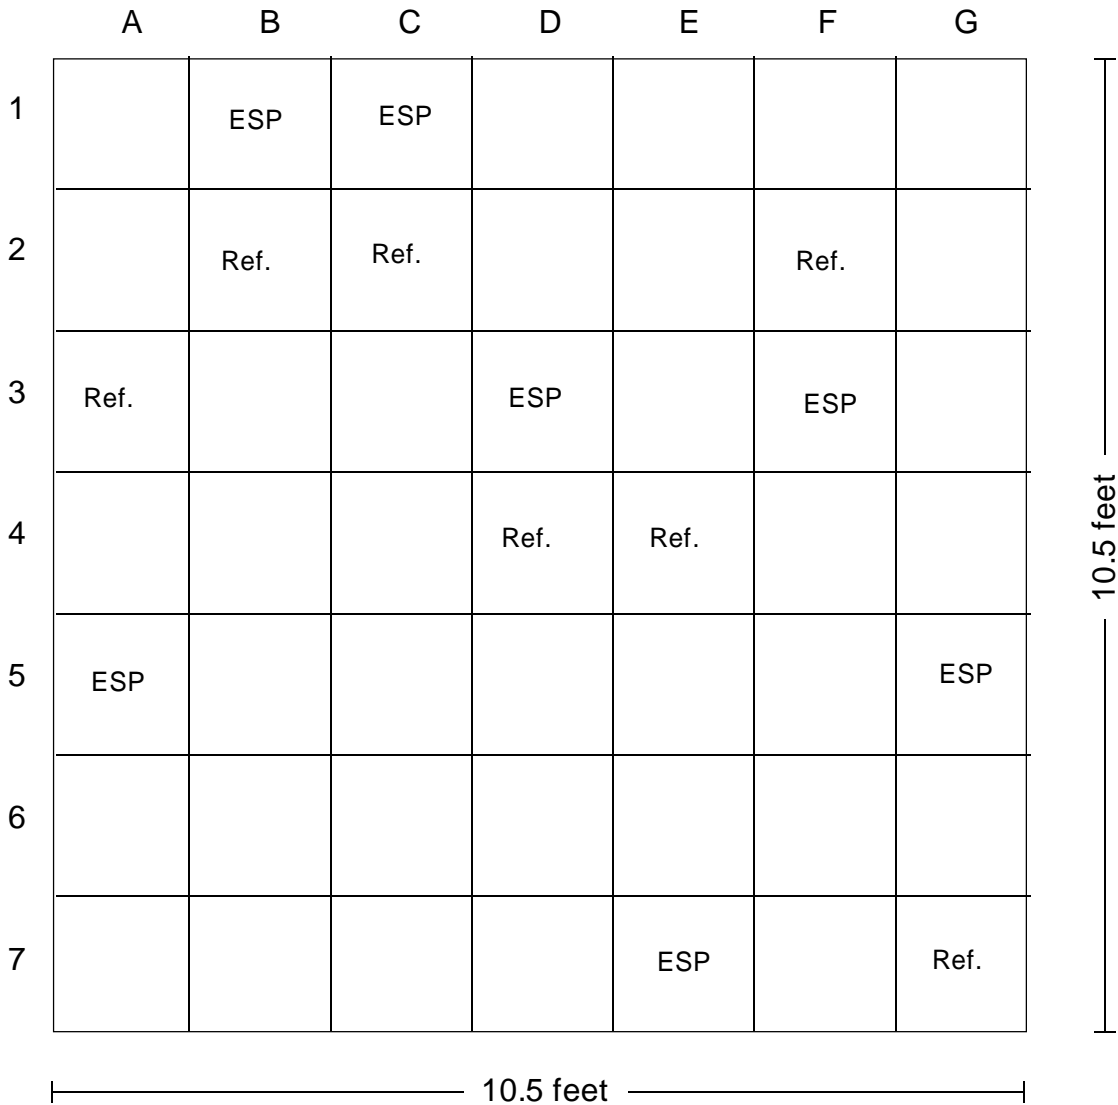 A B C D E F G
1 ESP ESP
2 Ref. Ref. Ref.
3 Ref. ESP ESP
4 Ref. Ref.
5 ESP ESP
6
7 ESP Ref.
10.5 feet
10.5 feet